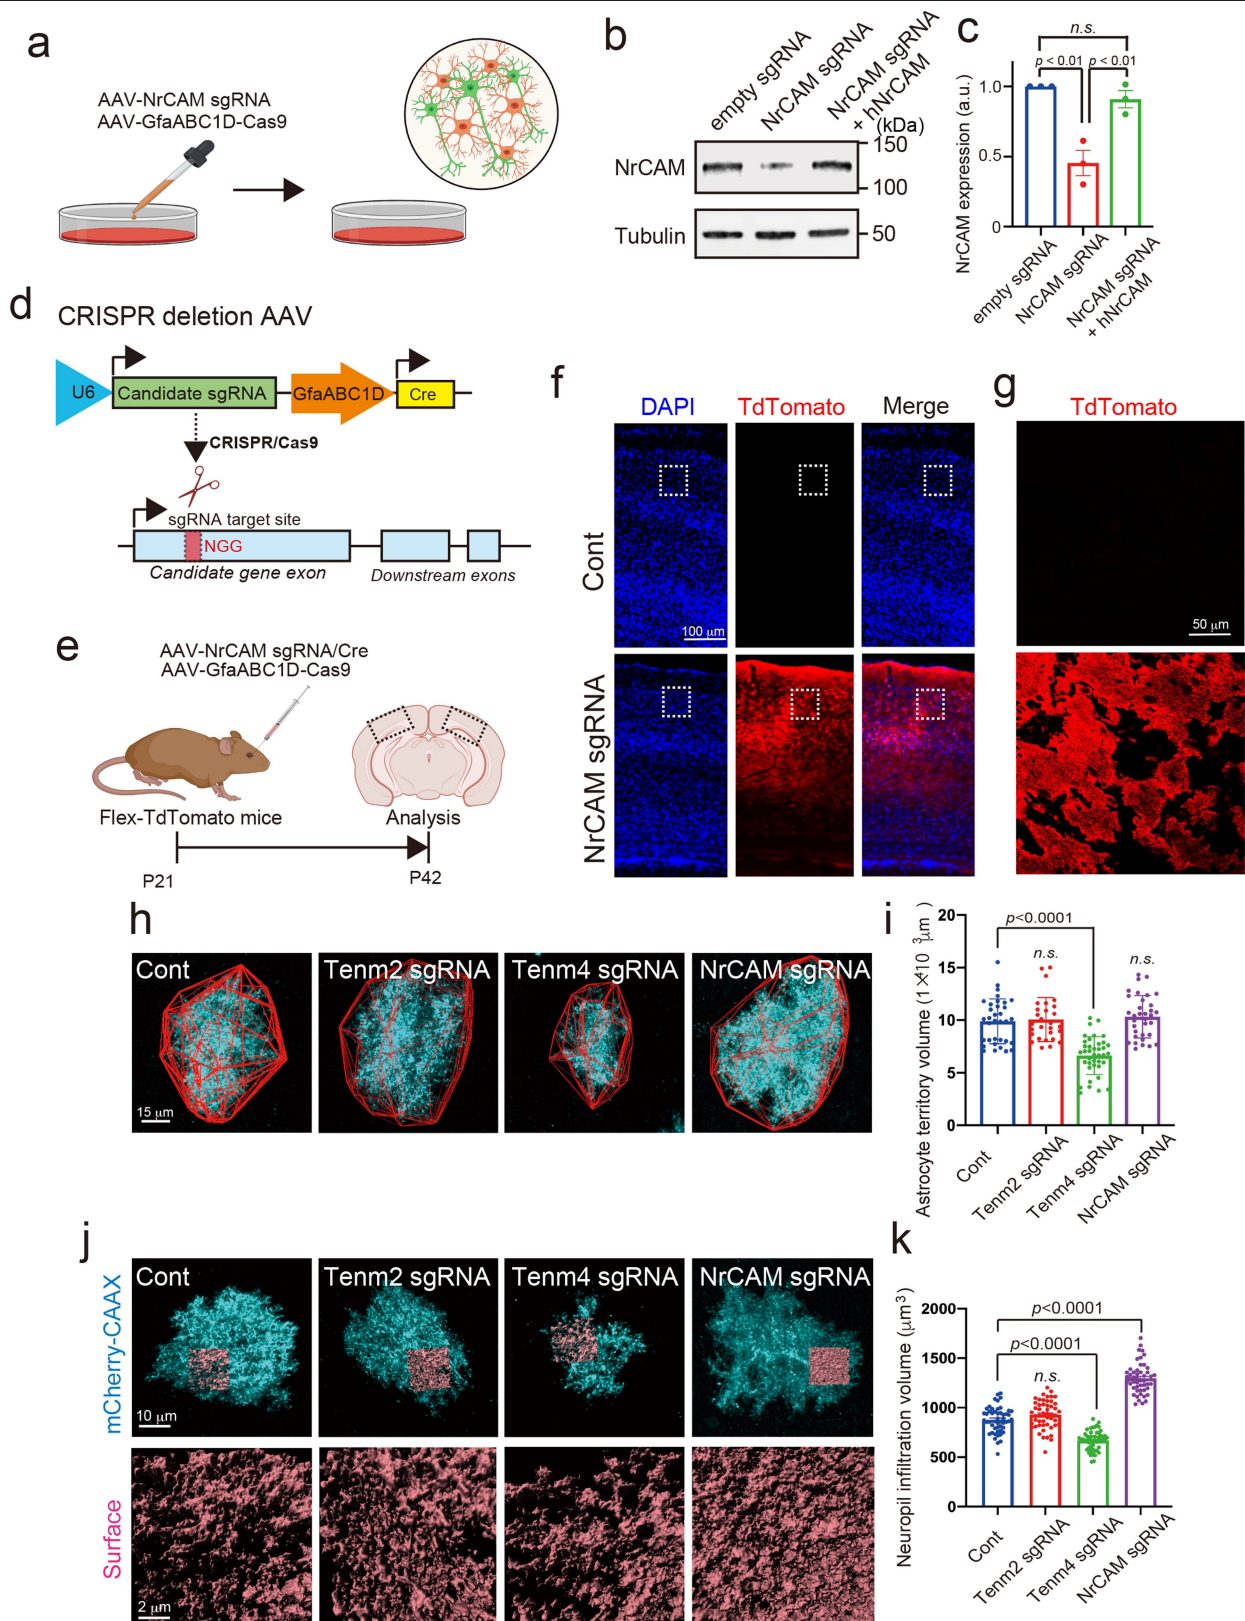 a
AAV-NrCAM sgRNA
AAV-GfaABC1D-Cas9
b
empty sgRNA
NrCAM sgRNA
NrCAM sgRNA
+ hNrCAM
(kDa)
150
NrCAM
100
Tubulin
50
c
n.s.
p < 0.01
p < 0.01
NrCAM expression (a.u.)
1.0
0.5
0
empty sgRNA
NrCAM sgRNA
NrCAM sgRNA
+ hNrCAM
d
CRISPR deletion AAV
U6
Candidate sgRNA
GfaABC1D
Cre
CRISPR/Cas9
sgRNA target site
NGG
Candidate gene exon
Downstream exons
e
AAV-NrCAM sgRNA/Cre
AAV-GfaABC1D-Cas9
Flex-TdTomato mice
Analysis
P21
P42
f
DAPI
TdTomato
Merge
Cont
100 μm
NrCAM sgRNA
g
TdTomato
50 μm
h
Cont
Tenm2 sgRNA
Tenm4 sgRNA
NrCAM sgRNA
15 μm
i
Astrocyte territory volume (1×10 3μm )
20
15
10
5
0
p<0.0001
n.s.
n.s.
Cont
Tenm2 sgRNA
Tenm4 sgRNA
NrCAM sgRNA
j
mCherry-CAAX
Cont
Tenm2 sgRNA
Tenm4 sgRNA
NrCAM sgRNA
10 μm
Surface
2 μm
k
Neuropil infiltration volume (μm³)
2000
1500
1000
500
0
p<0.0001
p<0.0001
n.s.
Cont
Tenm2 sgRNA
Tenm4 sgRNA
NrCAM sgRNA